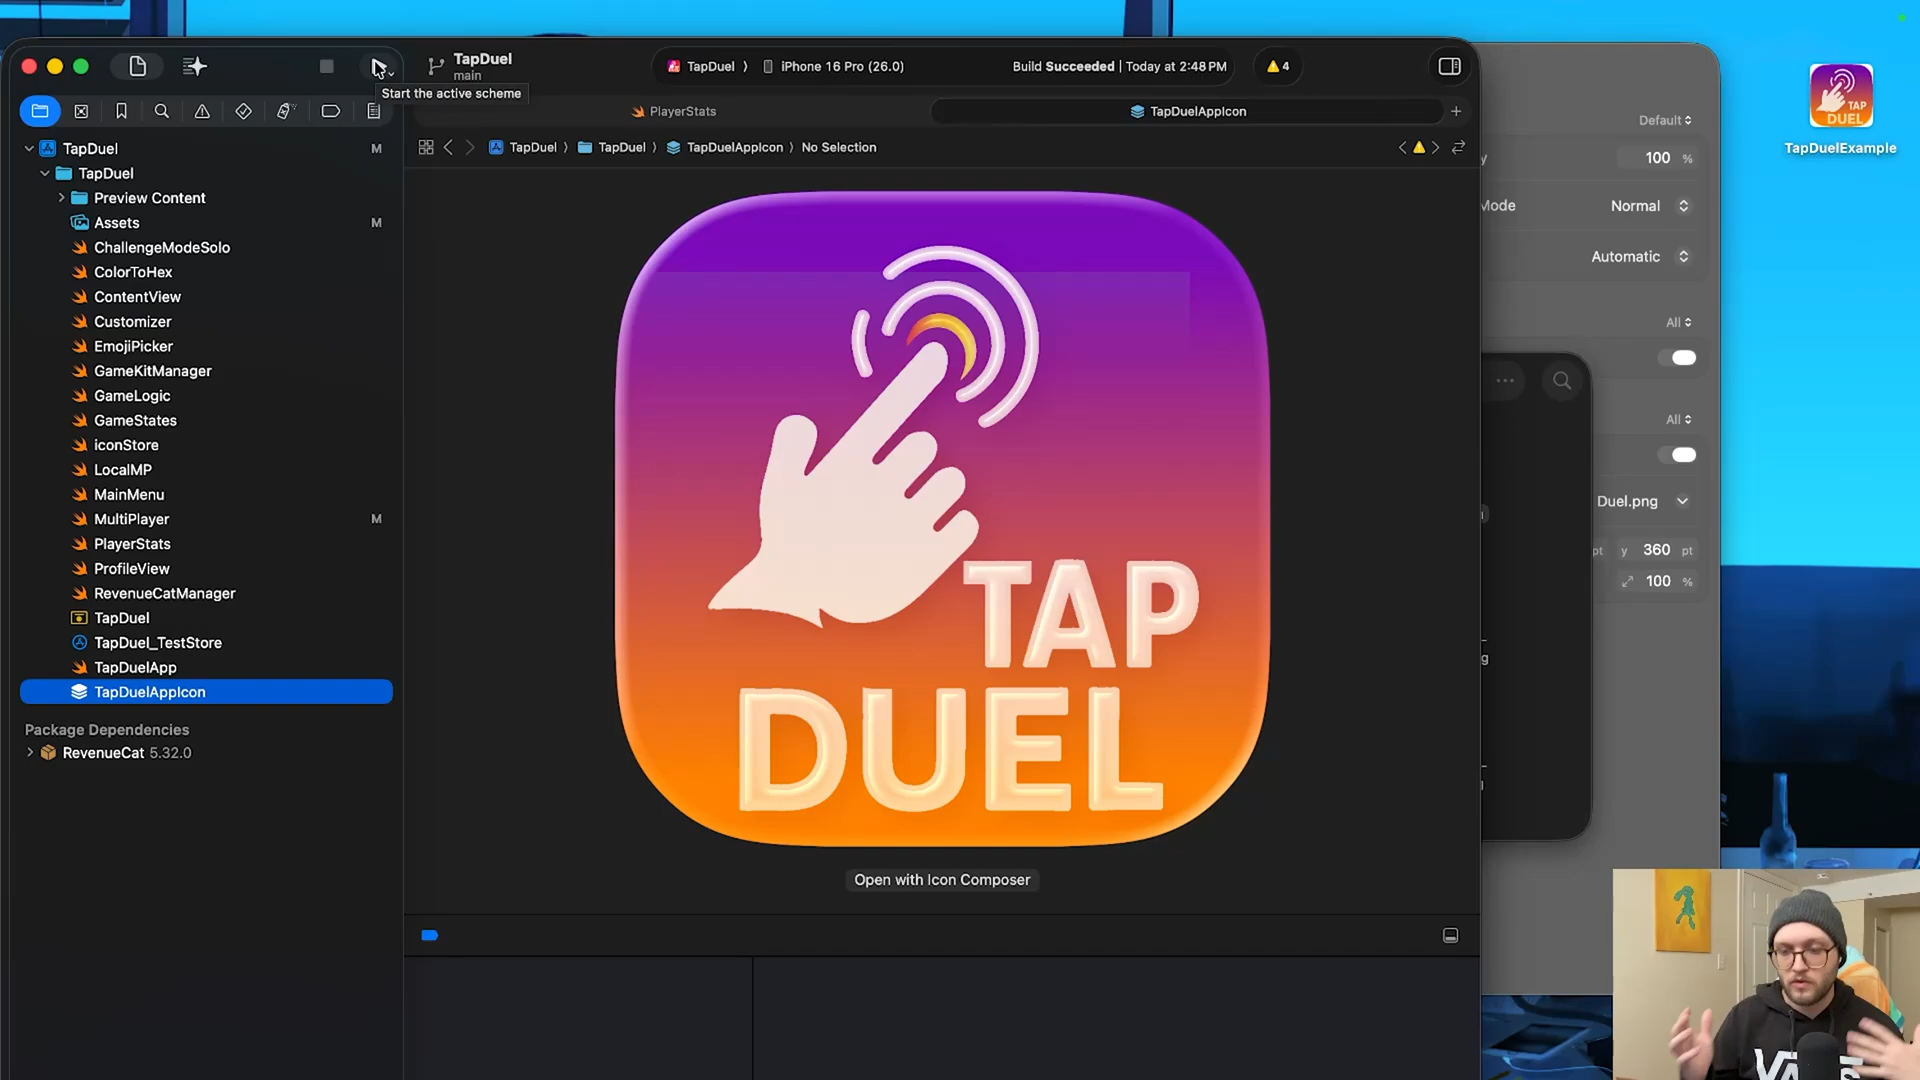 TapDuel
main
TapDuel
iPhone 16 Pro (26.0)
Build Succeeded | Today at 2:48 PM
4
Start the active scheme
PlayerStats
TapDuelAppIcon
TapDuel
TapDuel
TapDuelAppIcon
No Selection
TapDuel M
TapDuel
Preview Content
Assets M
ChallengeModeSolo
ColorToHex
ContentView
Customizer
EmojiPicker
GameKitManager
GameLogic
GameStates
iconStore
LocalMP
MainMenu
MultiPlayer M
PlayerStats
ProfileView
RevenueCatManager
TapDuel
TapDuel_TestStore
TapDuelApp
TapDuelAppIcon
Package Dependencies
RevenueCat 5.32.0
TAP
DUEL
Open with Icon Composer
Default
100 %
Mode Normal
Automatic
All
All
Duel.png
pt y 360 pt
100 %
TAP
DUEL
TapDuelExample